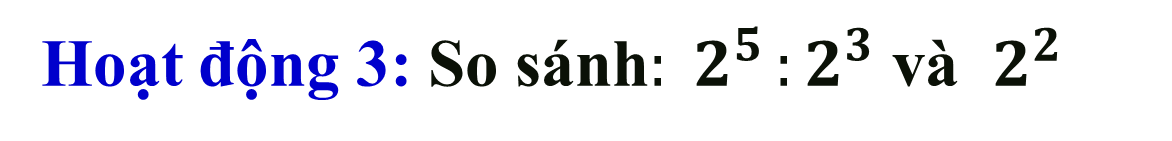 Hoạt động 3: So sánh: 2⁵ : 2³ và 2²